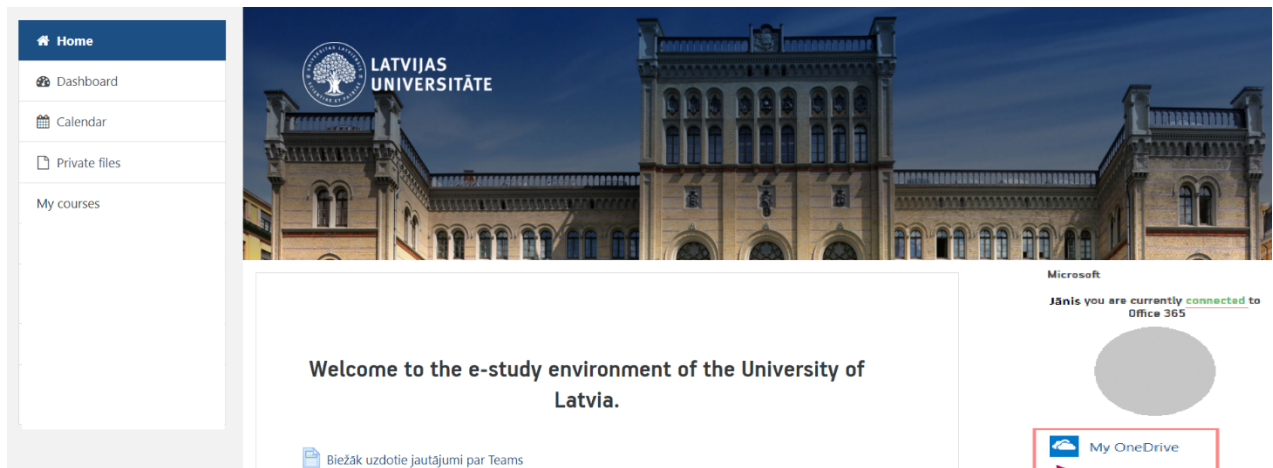 Home
Dashboard
Calendar
Private files
My courses
LATVIJAS
UNIVERSITĀTE
Welcome to the e-study environment of the University of
Latvia.
Biežāk uzdotie jautājumi par Teams
Microsoft
Jānis you are currently connected to
Office 365
My OneDrive